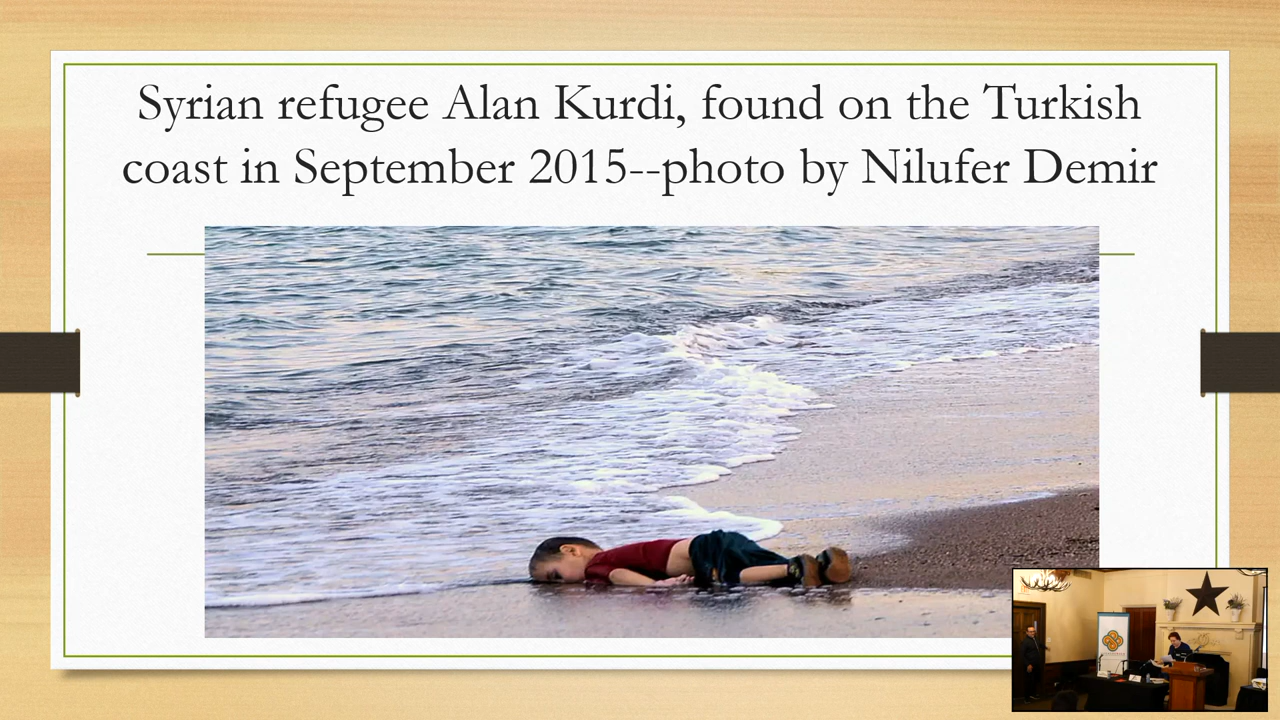 Syrian refugee Alan Kurdi, found on the Turkish
coast in September 2015--photo by Nilufer Demir